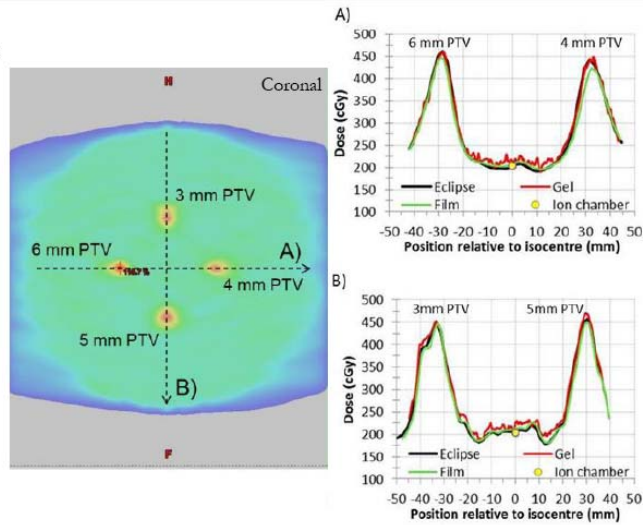 H
Coronal
3 mm PTV
6 mm PTV
A)
4 mm PTV
5 mm PTV
B)
F
A)
6 mm PTV 4 mm PTV
Dose (cGy)
500
450
400
350
300
250
200
150
100
Eclipse Gel
Film Ion chamber
-50 -40 -30 -20 -10 0 10 20 30 40 50
Position relative to isocentre (mm)
B)
3mm PTV 5mm PTV
Dose (cGy)
500
450
400
350
300
250
200
150
100
Eclipse Gel
Film Ion chamber
-50 -40 -30 -20 -10 0 10 20 30 40 50
Position relative to isocentre (mm)